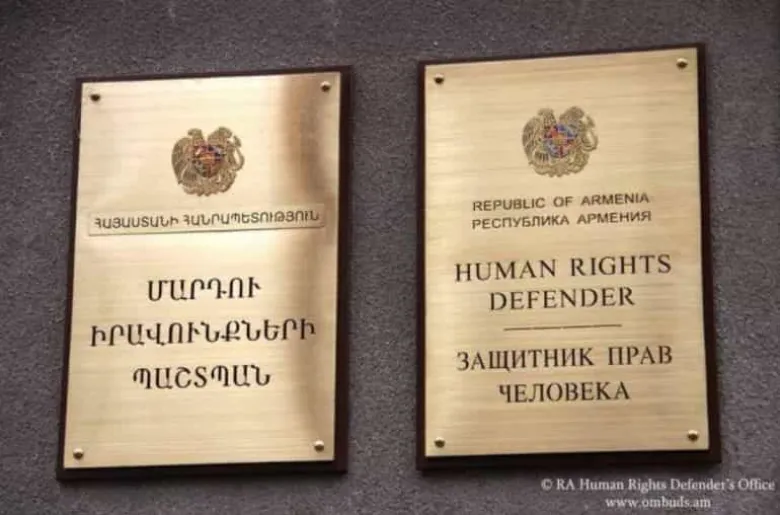 ՀԱՅԱՍՏԱՆԻ ՀԱՆՐԱՊԵՏՈՒԹՅՈՒՆ
ՄԱՐԴՈՒ
ԻՐԱՎՈՒՆՔՆԵՐԻ
ՊԱՇՏՊԱՆ
REPUBLIC OF ARMENIA
РЕСПУБЛИКА АРМЕНИЯ
HUMAN RIGHTS
DEFENDER
ЗАЩИТНИК ПРАВ
ЧЕЛОВЕКА
© RA Human Rights Defender's Office
www.ombuds.am